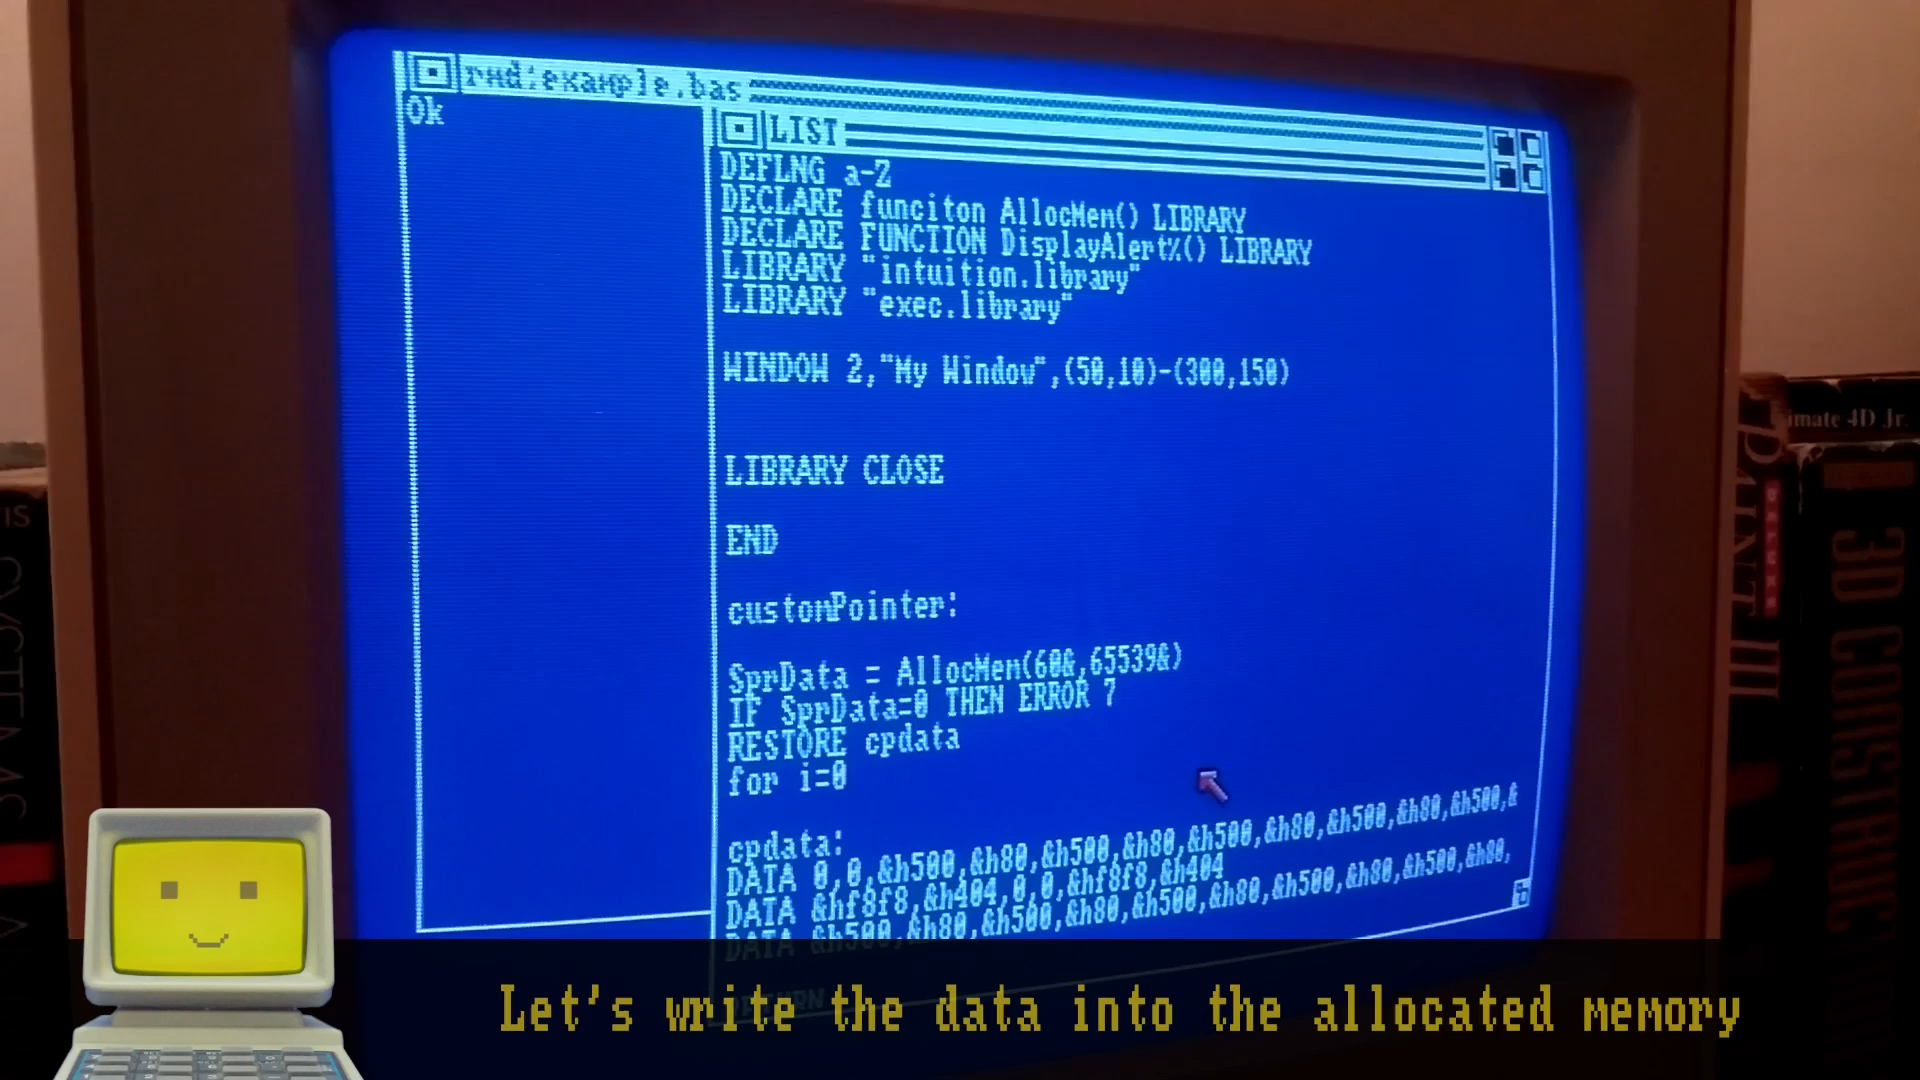 rmd:example.bas
Ok
LIST
DEFLNG a-Z
DECLARE funciton AllocMem() LIBRARY
DECLARE FUNCTION DisplayAlert%() LIBRARY
LIBRARY "intuition.library"
LIBRARY "exec.library"
WINDOW 2,"My Window",(50,10)-(300,150)
LIBRARY CLOSE
END
customPointer:
SprData = AllocMem(60&,65539&)
IF SprData=0 THEN ERROR 7
RESTORE cpdata
for i=0
cpdata:
DATA 0,0,&h500,&h80,&h500,&h80,&h500,&h80,&h500,&h80,&h500,&
DATA &hf8f8,&h404,0,0,&hf8f8,&h404
DATA &h500,&h80,&h500,&h80,&h500,&h80,&h500,&h80,&h500,&h80,
RETURN
Let's write the data into the allocated memory
imate 4D Jr.
PAINT III
3D CONSTRUC